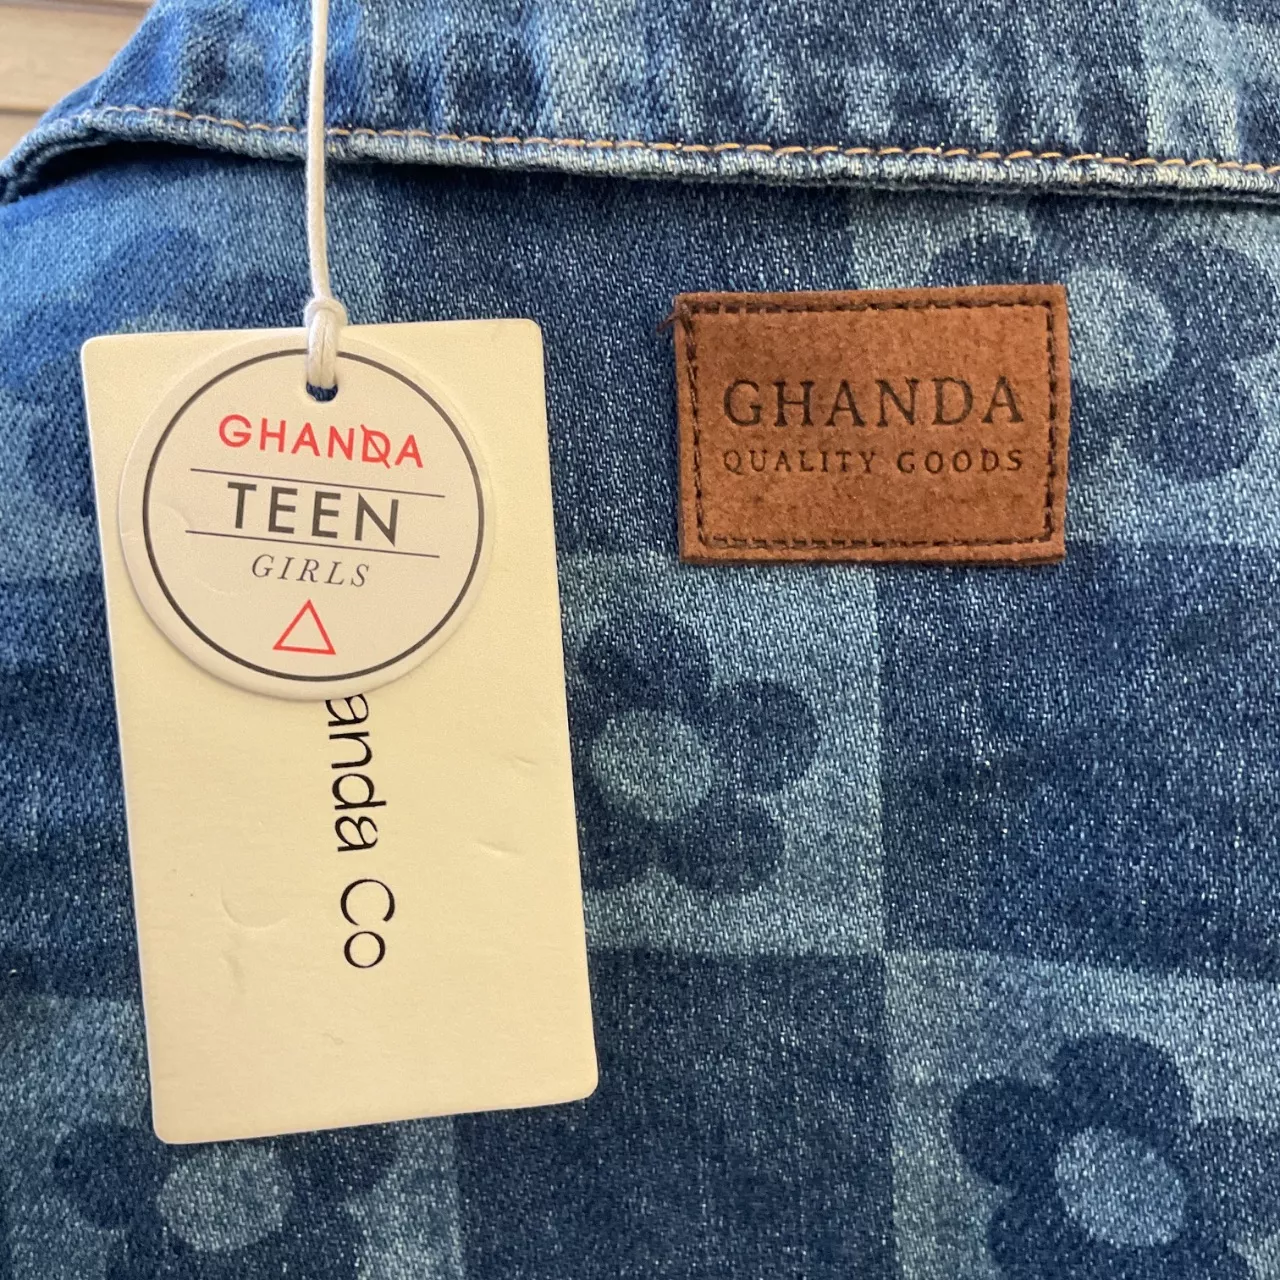 GHANDA
TEEN
GIRLS
anda Co
GHANDA
QUALITY GOODS